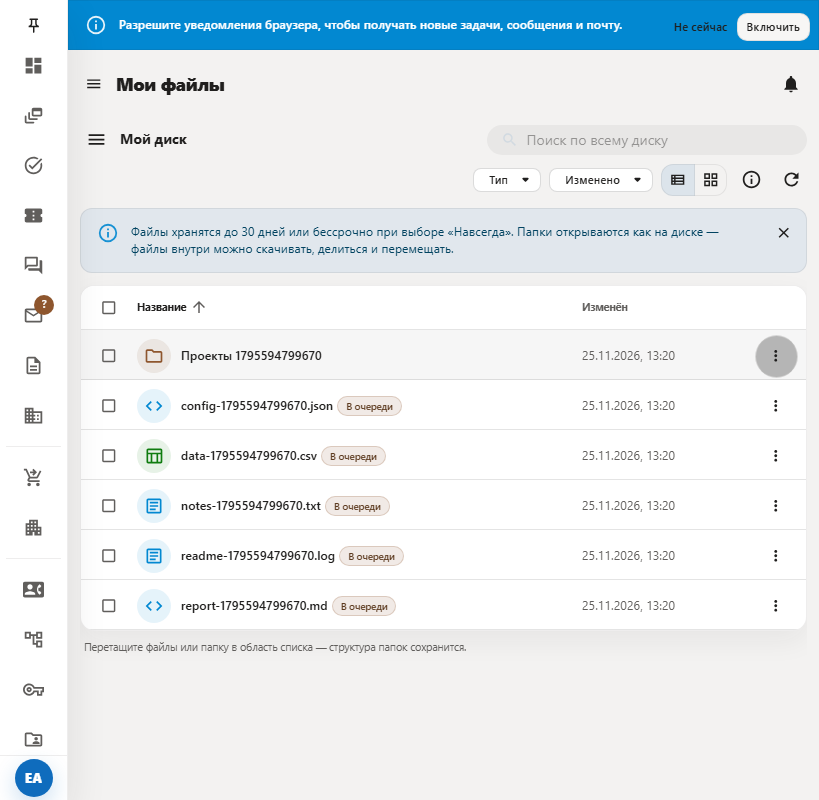 Разрешите уведомления браузера, чтобы получать новые задачи, сообщения и почту.
Не сейчас
Включить
Мои файлы
Мой диск
Поиск по всему диску
Тип
Изменено
Файлы хранятся до 30 дней или бессрочно при выборе «Навсегда». Папки открываются как на диске —
файлы внутри можно скачивать, делиться и перемещать.
Название
Изменён
Проекты 1795594799670
25.11.2026, 13:20
config-1795594799670.json
В очереди
25.11.2026, 13:20
data-1795594799670.csv
В очереди
25.11.2026, 13:20
notes-1795594799670.txt
В очереди
25.11.2026, 13:20
readme-1795594799670.log
В очереди
25.11.2026, 13:20
report-1795594799670.md
В очереди
25.11.2026, 13:20
Перетащите файлы или папку в область списка — структура папок сохранится.
?
EA